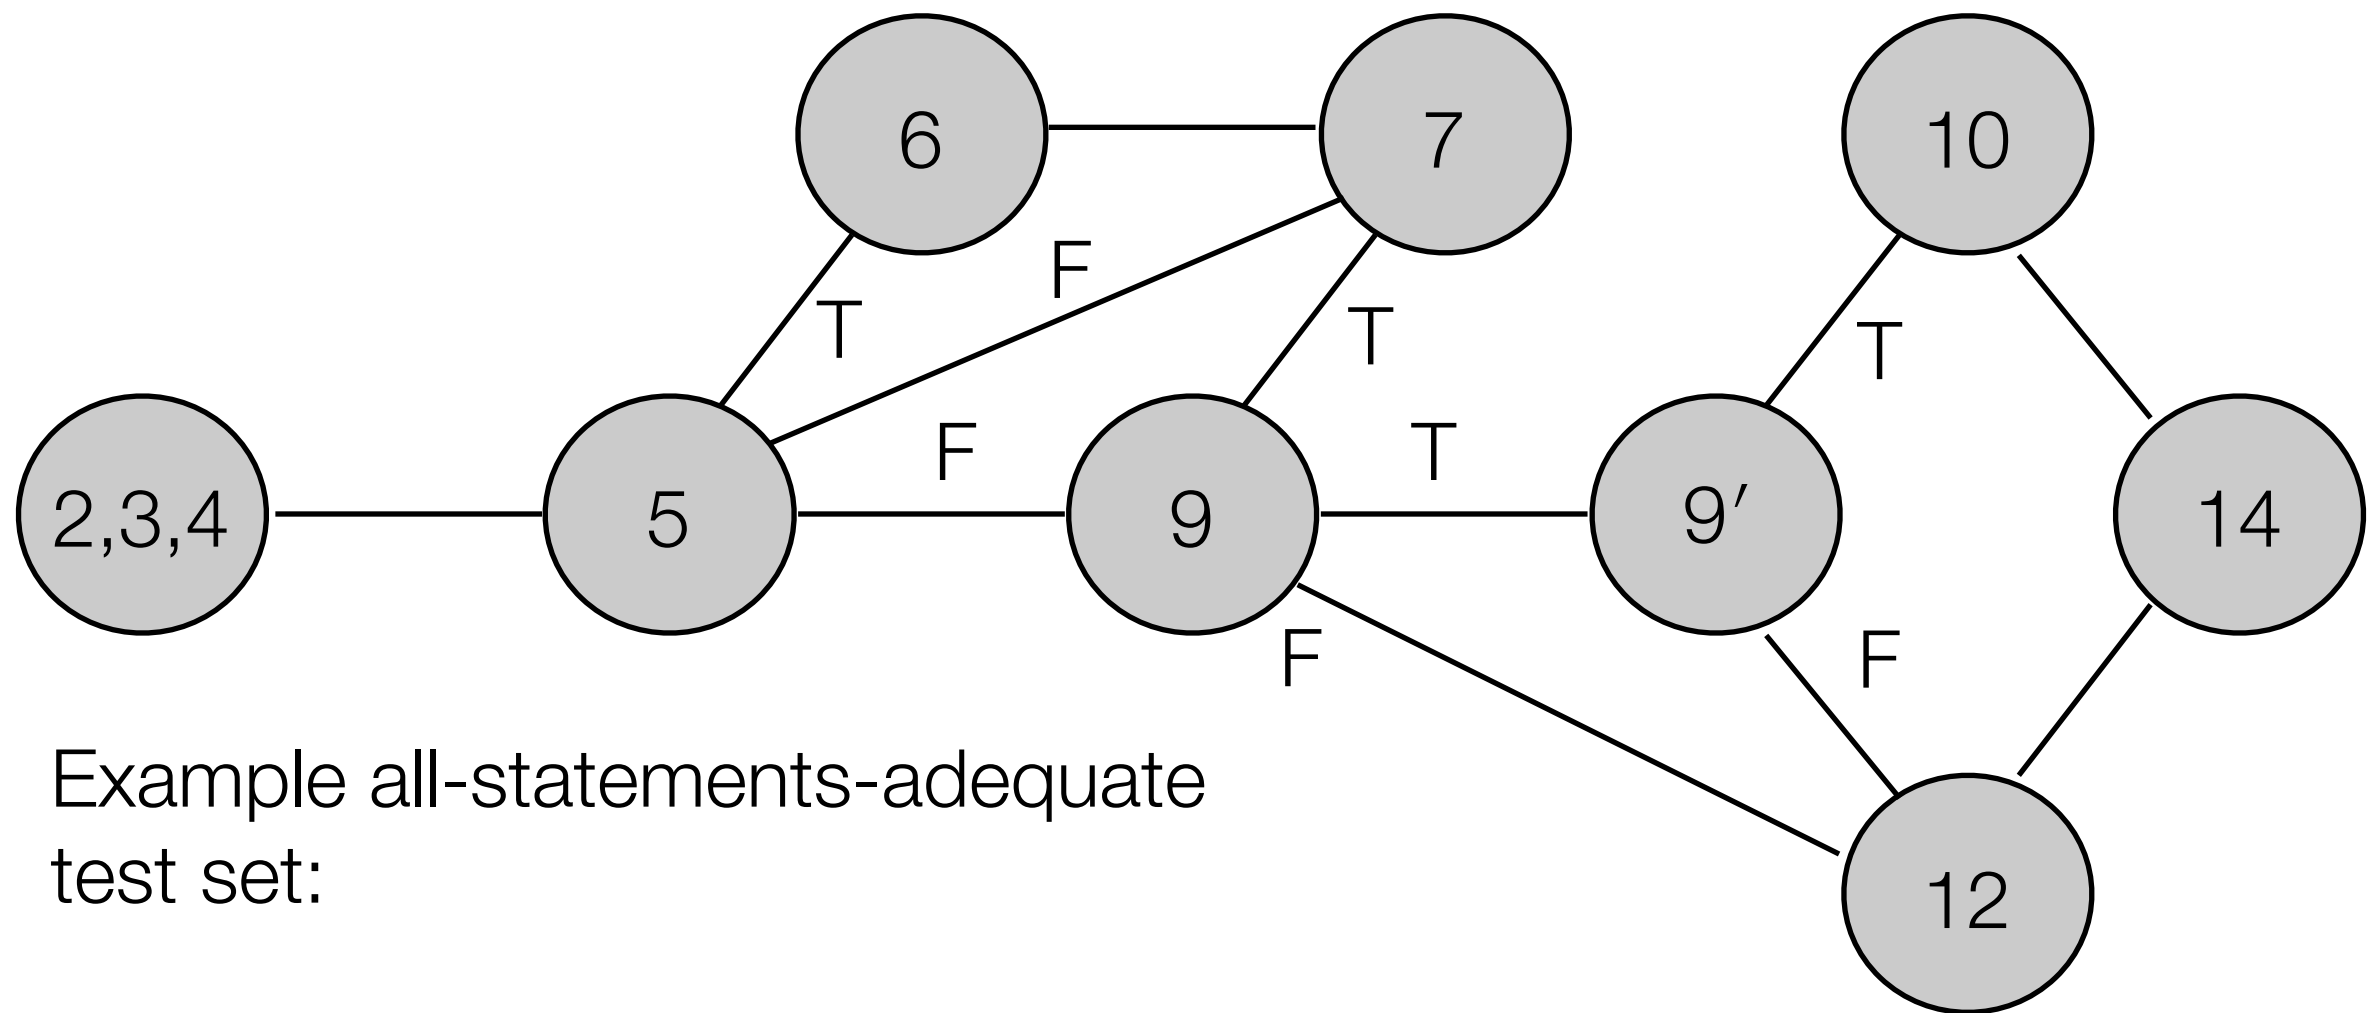 6
7
10
F
T
T
T
F
T
2,3,4
5
9
9′
14
F
F
Example all-statements-adequate
test set:
12